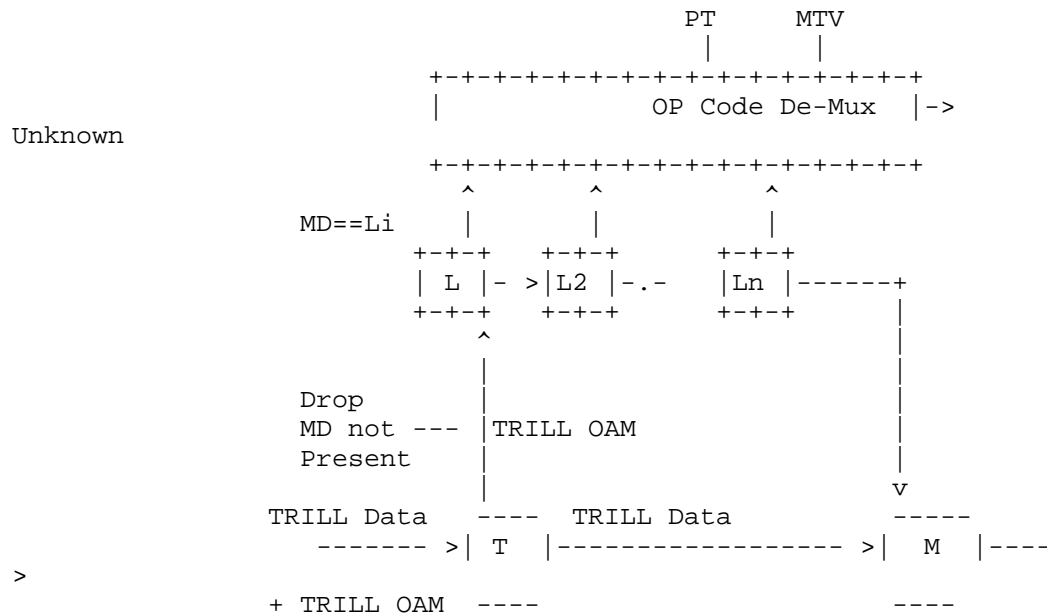 PT     MTV
                                           |      |
                          +-+-+-+-+-+-+-+-+-+-+-+-+-+-+-+
                          |             OP Code De-Mux  |->
Unknown
                          +-+-+-+-+-+-+-+-+-+-+-+-+-+-+-+
                            ^       ^          ^
                  MD==Li    |       |          |
                         +-+-+   +-+-+      +-+-+
                         | L |- >|L2 |-.-   |Ln |------+
                         +-+-+   +-+-+      +-+-+      |
                             ^                         |
                             |                         |
                  Drop       |                         |
                  MD not --- |TRILL OAM                |
                  Present    |                         |
                             |                         v
                TRILL Data   ----  TRILL Data          -----
                   ------- >| T  |------------------ >|  M  |----
>
                + TRILL OAM  ----                      ----